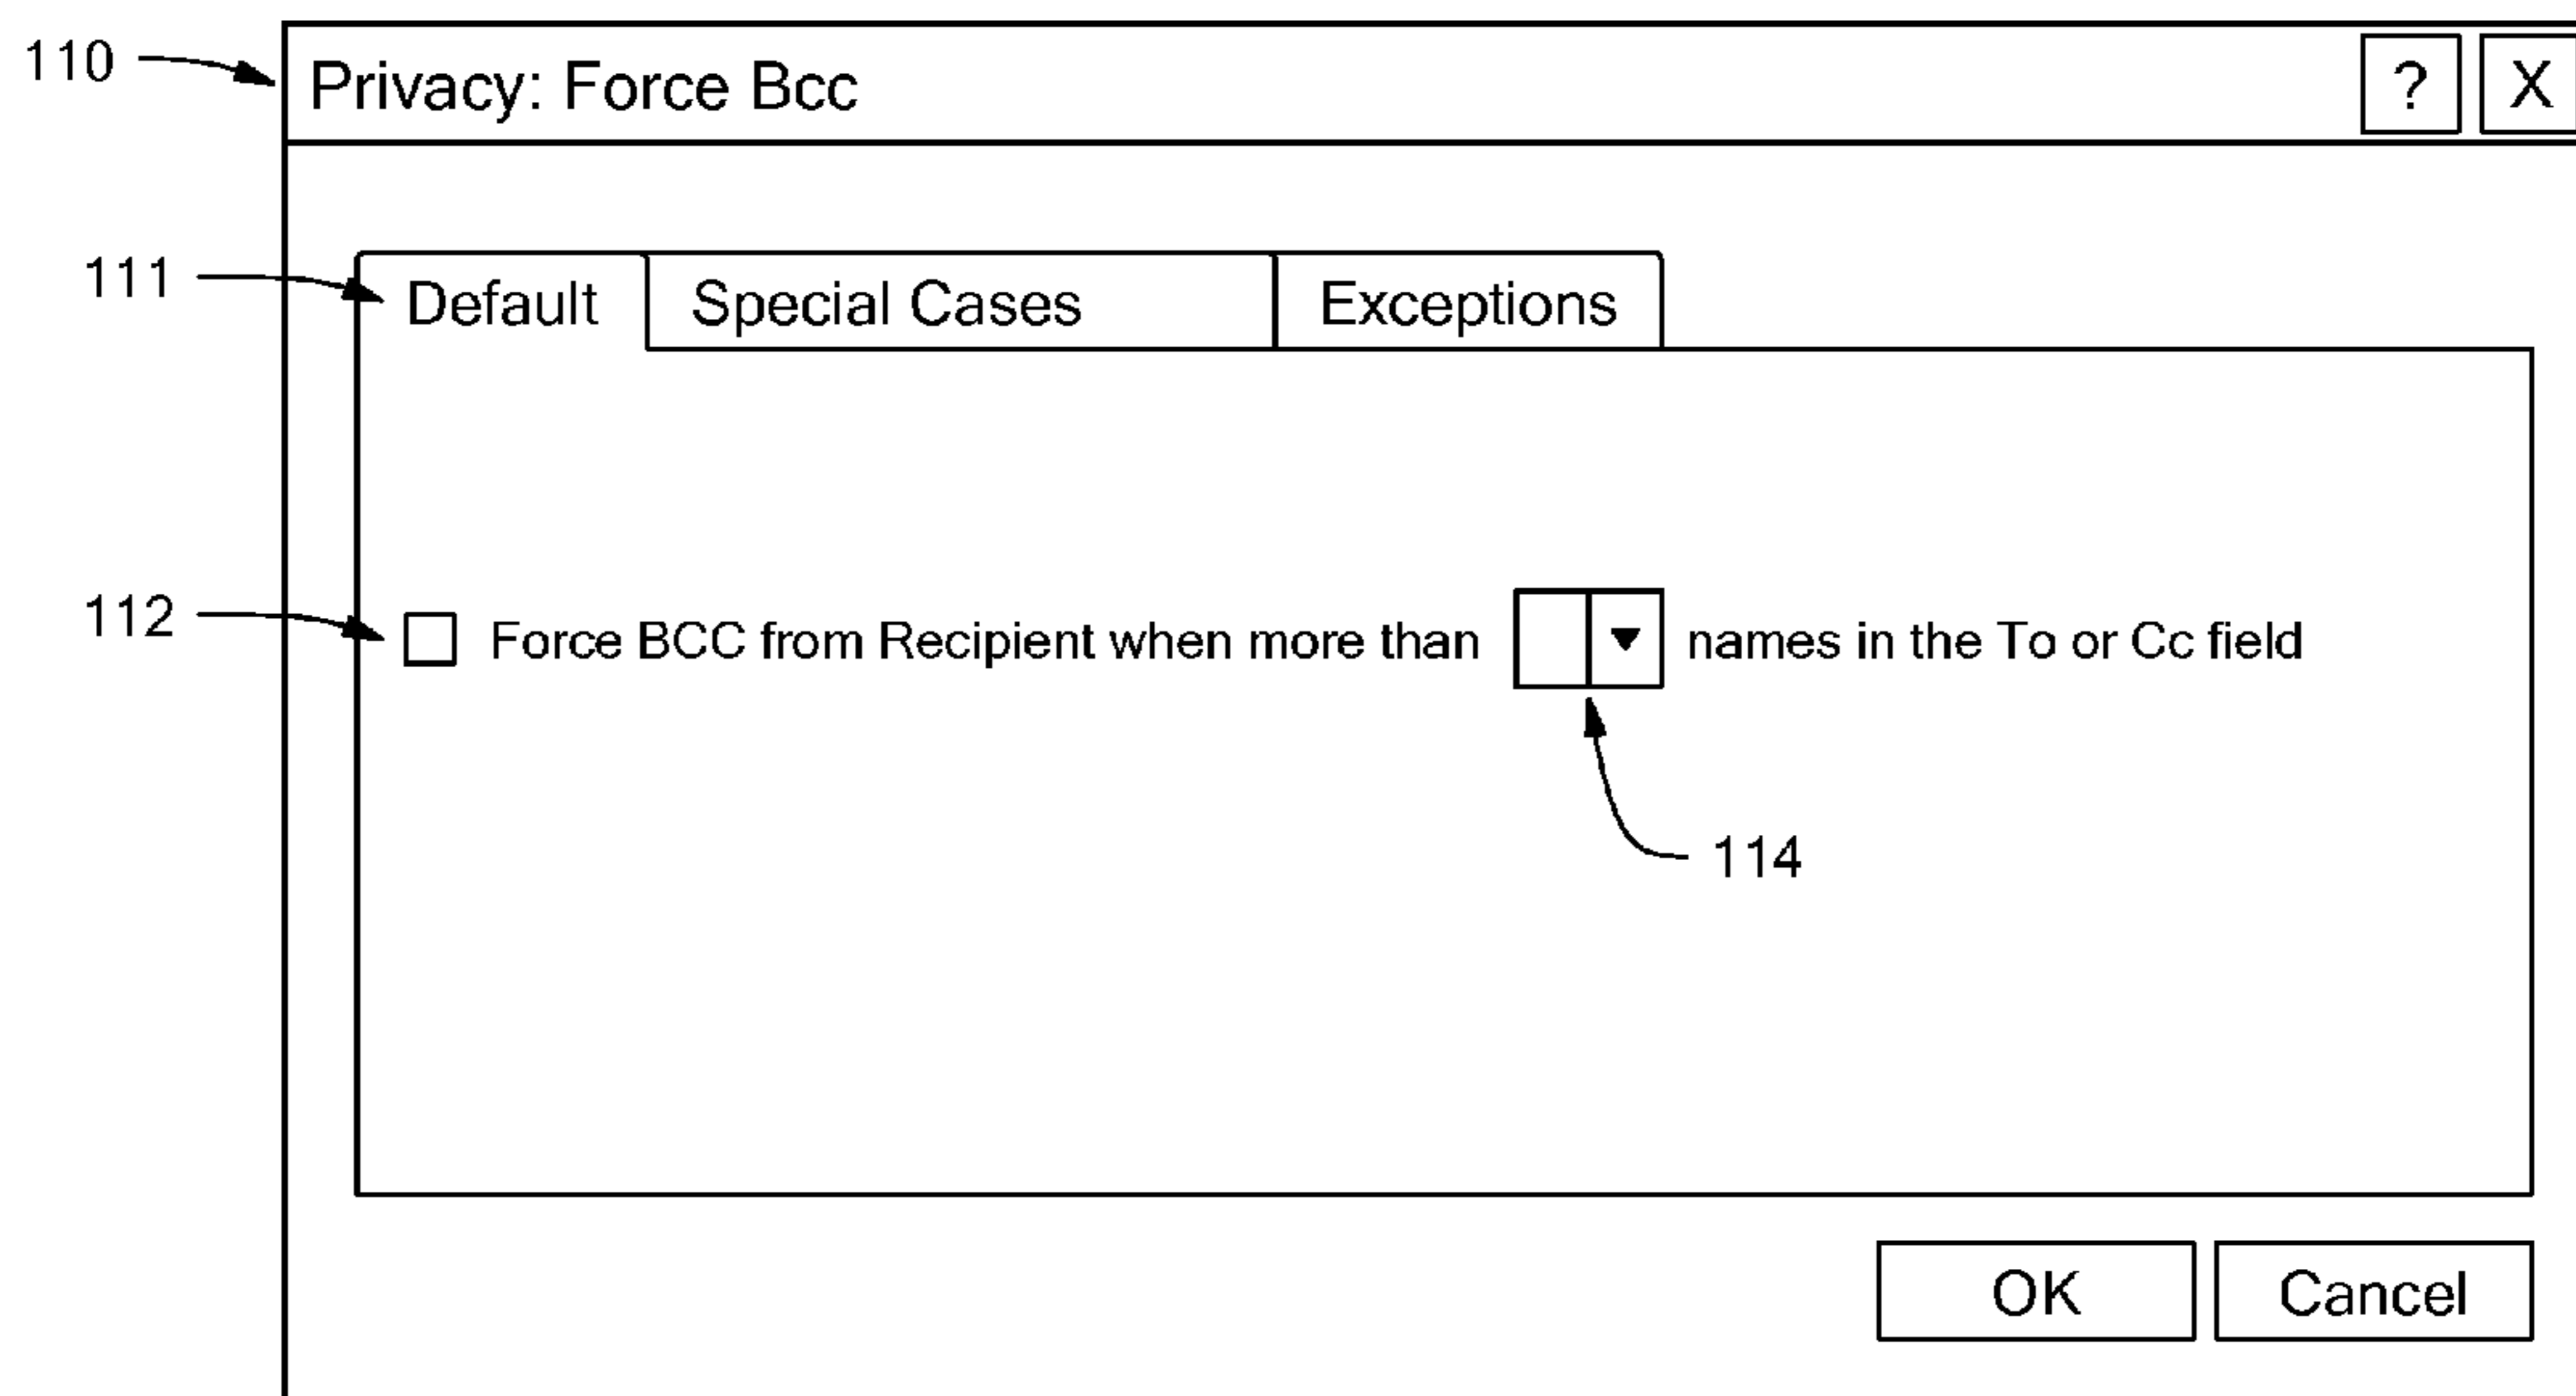 110 Privacy: Force Bcc ? X
111 Default Special Cases Exceptions
112 Force BCC from Recipient when more than names in the To or Cc field
114
OK Cancel